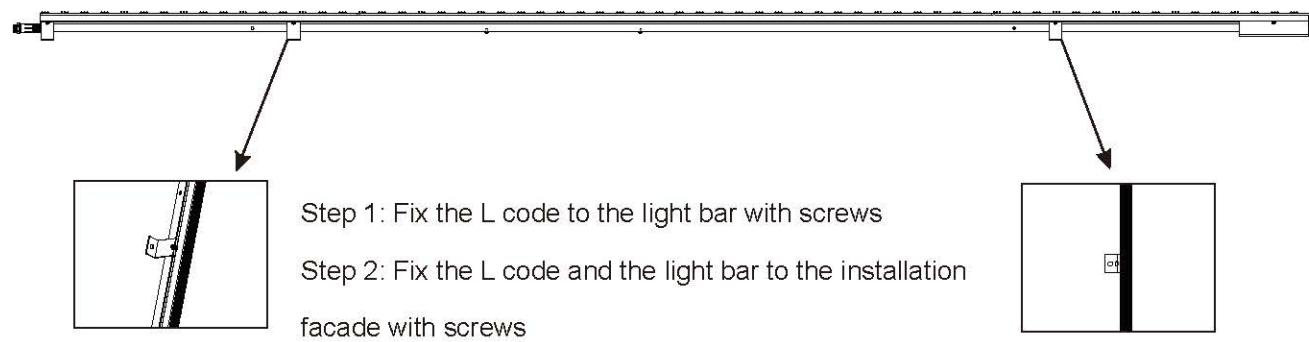 Step 1: Fix the L code to the light bar with screws
Step 2: Fix the L code and the light bar to the installation
facade with screws